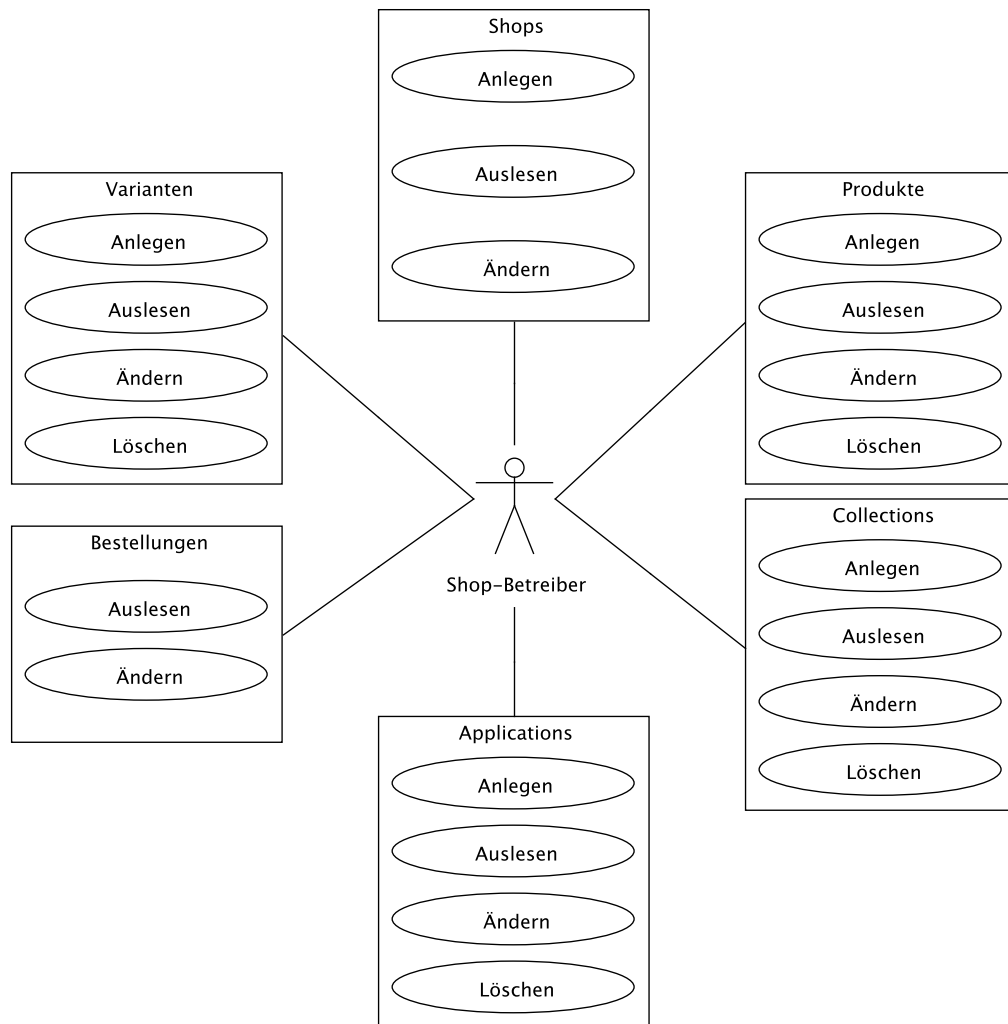 Shops
Anlegen
Auslesen
Ändern
Varianten
Anlegen
Auslesen
Ändern
Löschen
Produkte
Anlegen
Auslesen
Ändern
Löschen
Shop-Betreiber
Bestellungen
Auslesen
Ändern
Collections
Anlegen
Auslesen
Ändern
Löschen
Applications
Anlegen
Auslesen
Ändern
Löschen